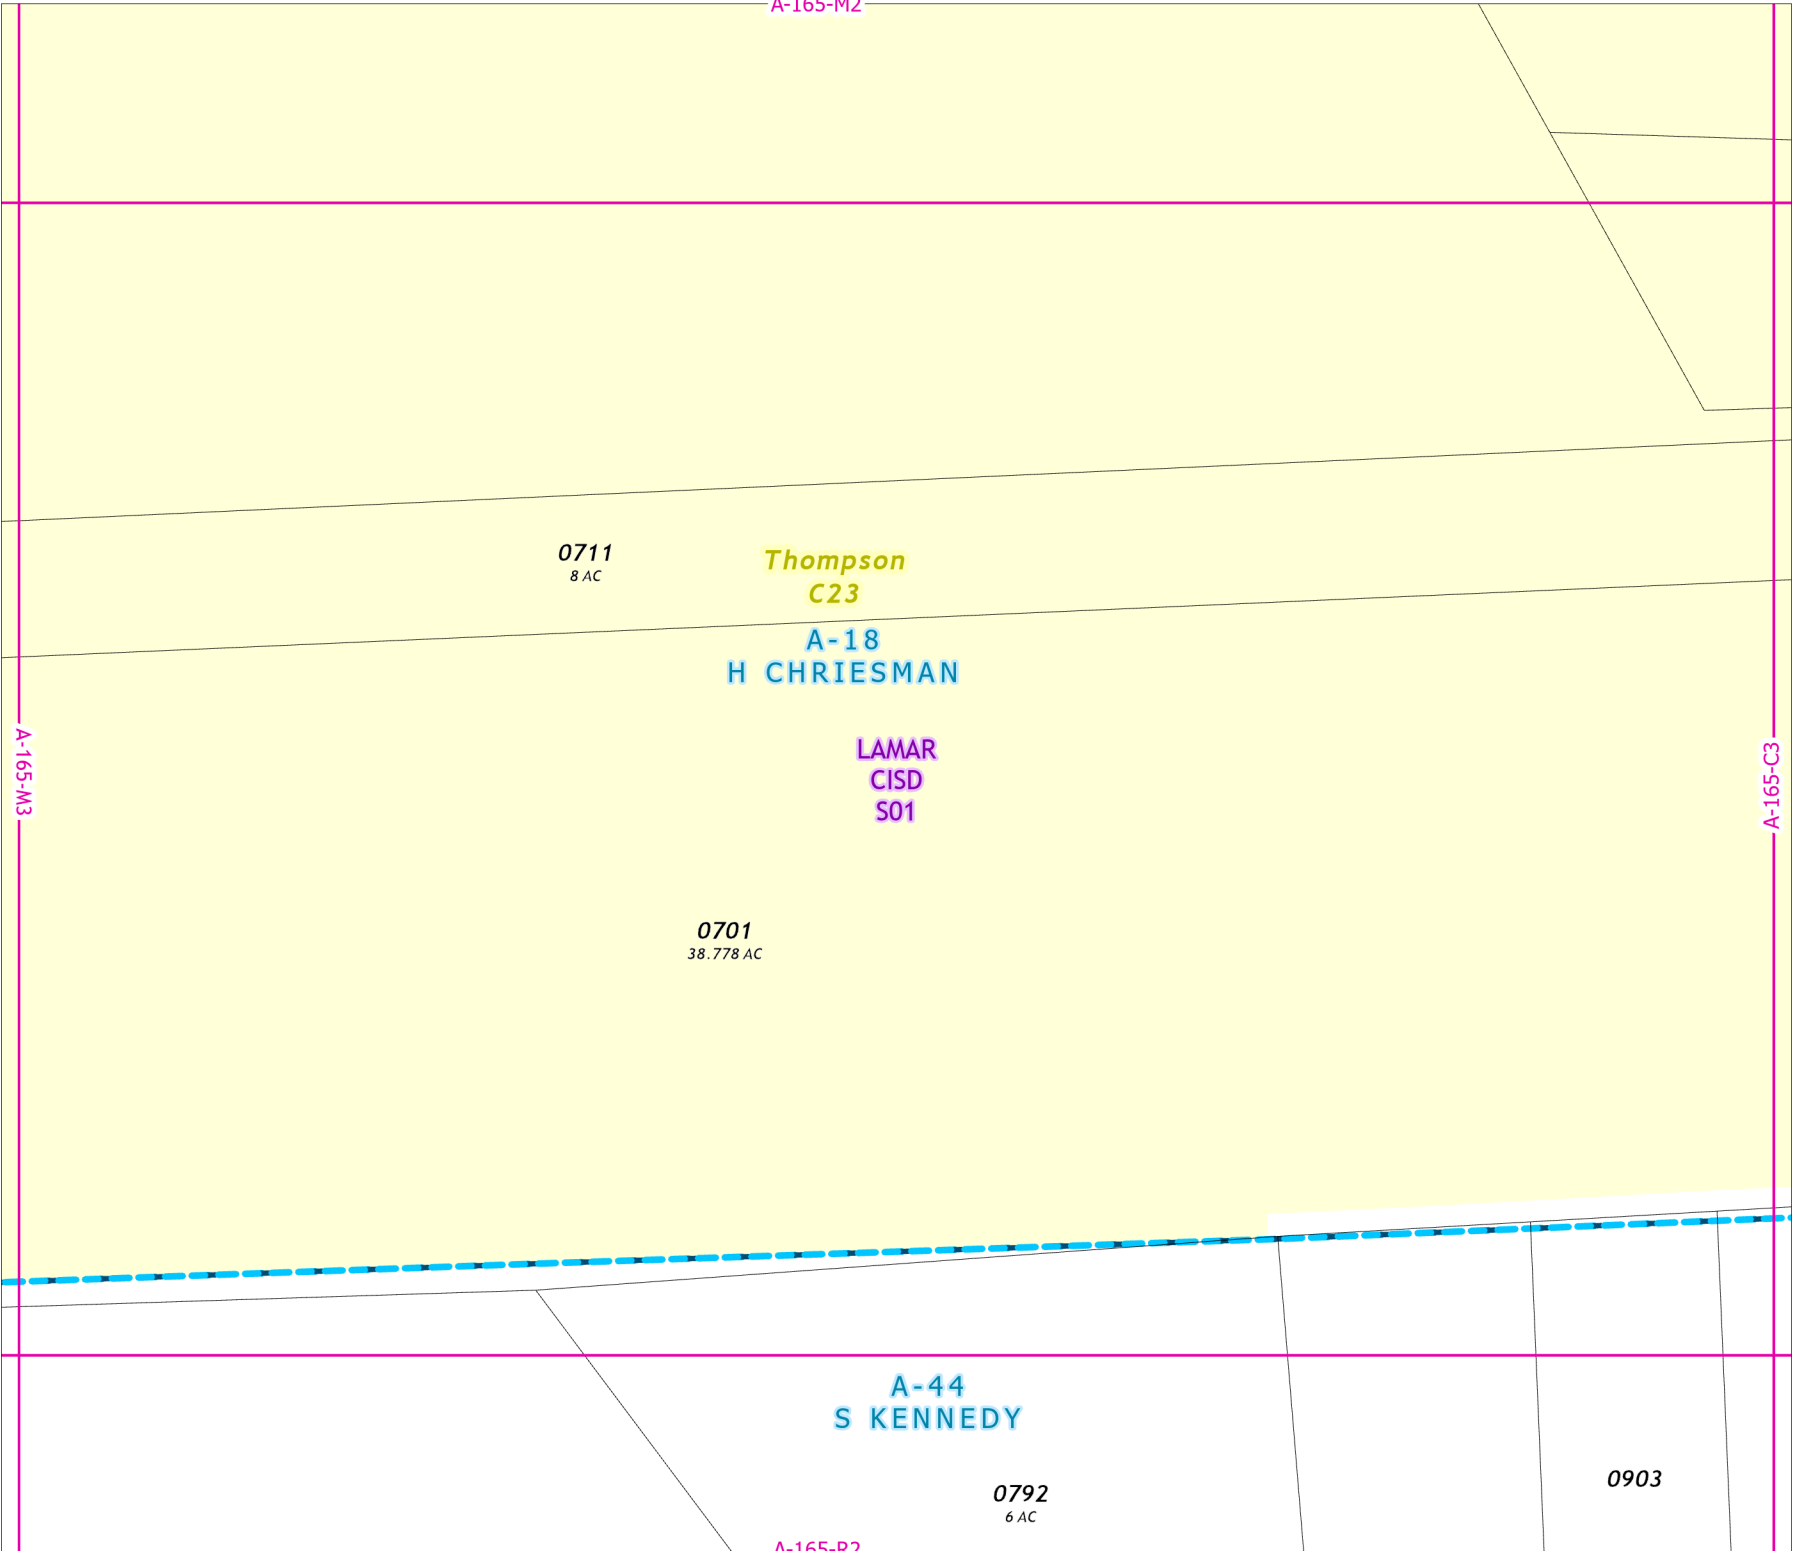 A-165-M2
0711
8 AC
Thompson
C23
A-18
H CHRIESMAN
LAMAR
CISD
S01
A-165-M3
A-165-C3
0701
38.778 AC
A-44
S KENNEDY
0792
6 AC
0903
A-165-R2